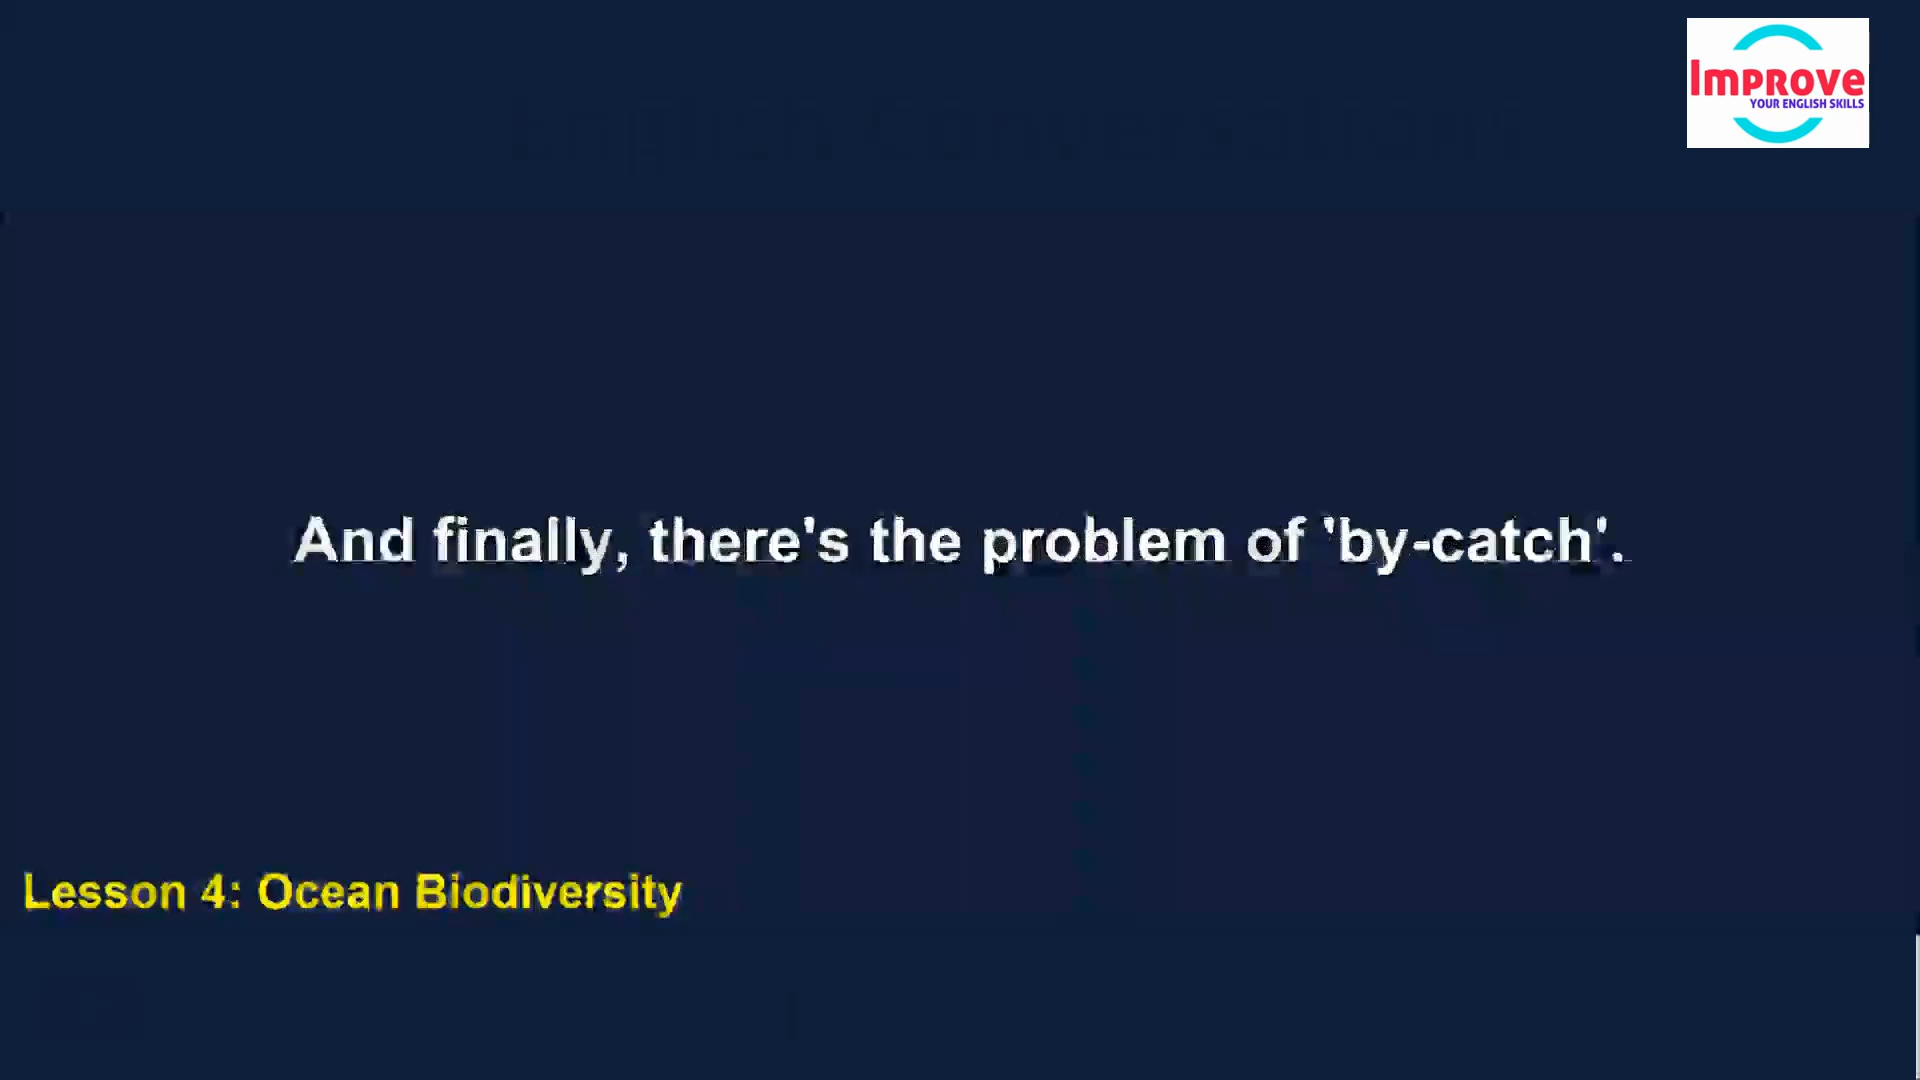 Improve
YOUR ENGLISH SKILLS
And finally, there's the problem of 'by-catch'.
Lesson 4: Ocean Biodiversity